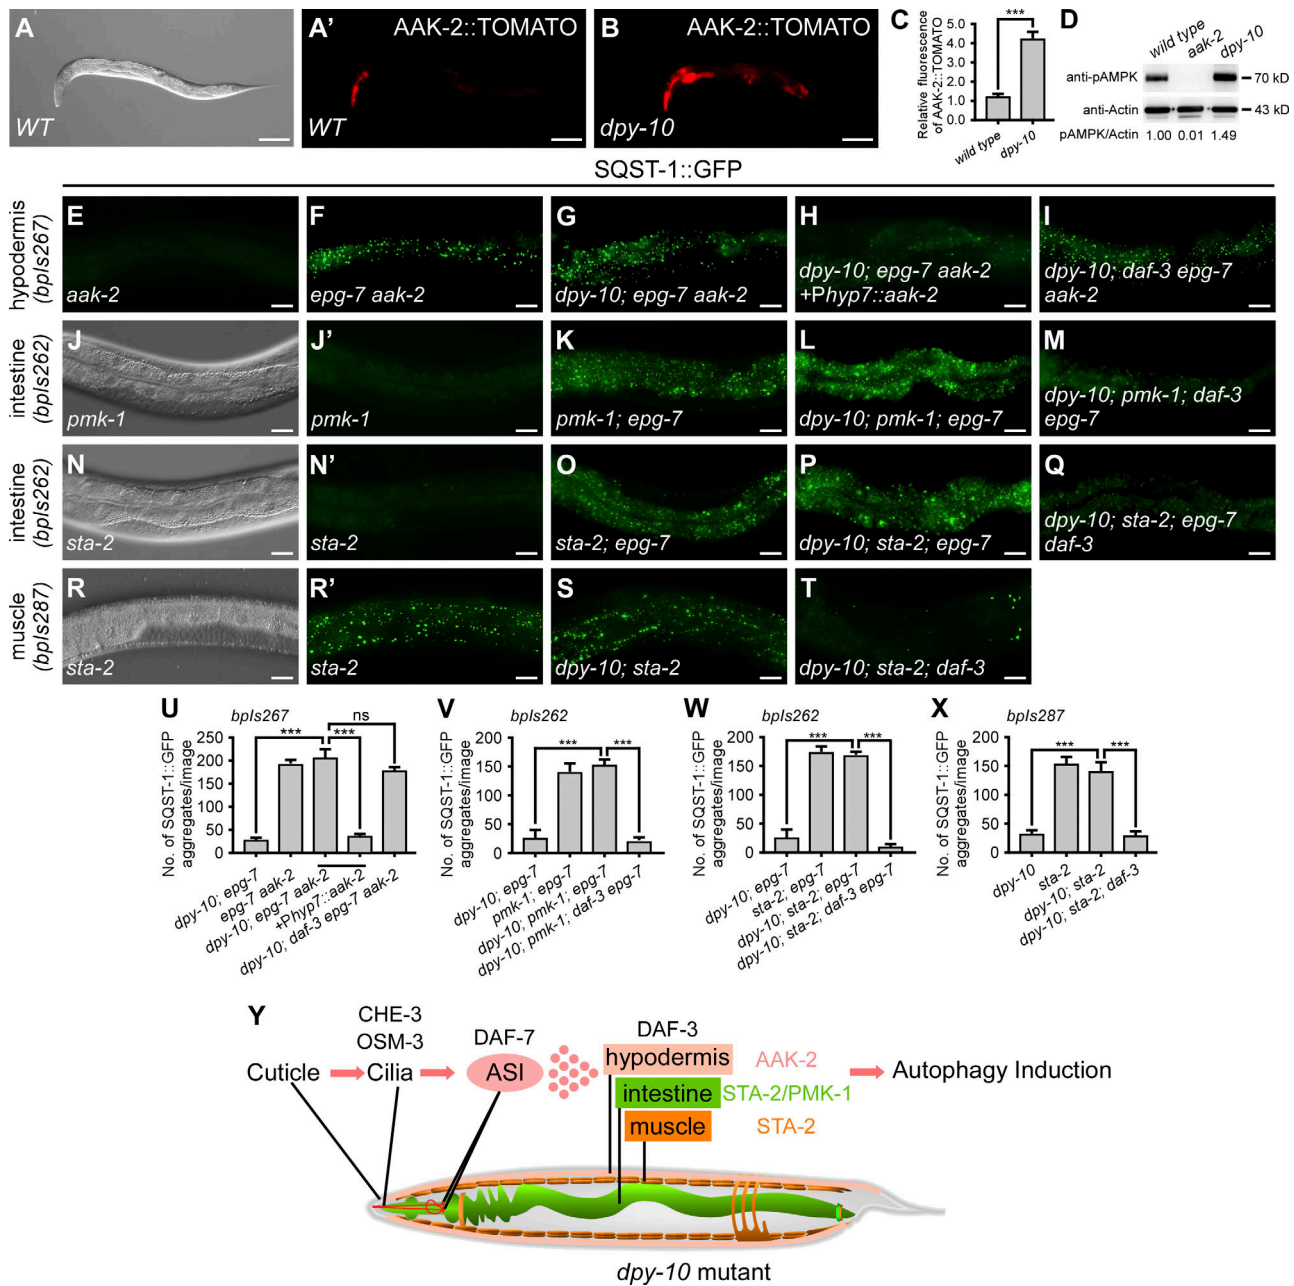 A
WT
A’
AAK-2::TOMATO
WT
B
AAK-2::TOMATO
dpy-10
C
Relative fluorescence
of AAK-2::TOMATO
5.0
4.0
3.0
2.0
1.0
0.0
***
wild type
dpy-10
D
wild type
aak-2
dpy-10
anti-pAMPK
70 kD
anti-Actin
43 kD
pAMPK/Actin 1.00 0.01 1.49
SQST-1::GFP
hypodermis
(bpIs267)
E
aak-2
F
epg-7 aak-2
G
dpy-10; epg-7 aak-2
H
dpy-10; epg-7 aak-2
+Phyp7::aak-2
I
dpy-10; daf-3 epg-7
aak-2
intestine
(bpIs262)
J
pmk-1
J’
pmk-1
K
pmk-1; epg-7
L
dpy-10; pmk-1; epg-7
M
dpy-10; pmk-1; daf-3
epg-7
intestine
(bpIs262)
N
sta-2
N’
sta-2
O
sta-2; epg-7
P
dpy-10; sta-2; epg-7
Q
dpy-10; sta-2; epg-7
daf-3
muscle
(bpIs287)
R
sta-2
R’
sta-2
S
dpy-10; sta-2
T
dpy-10; sta-2; daf-3
U
bpIs267
No. of SQST-1::GFP
aggregates/image
250
200
150
100
50
0
***
***
ns
dpy-10; epg-7
epg-7 aak-2
dpy-10; epg-7 aak-2
+Phyp7::aak-2
dpy-10; daf-3 epg-7 aak-2
V
bpIs262
No. of SQST-1::GFP
aggregates/image
200
150
100
50
0
***
***
dpy-10; epg-7
pmk-1; epg-7
dpy-10; pmk-1; epg-7
dpy-10; pmk-1; daf-3 epg-7
W
bpIs262
No. of SQST-1::GFP
aggregates/image
200
150
100
50
0
***
***
dpy-10; epg-7
sta-2; epg-7
dpy-10; sta-2; epg-7
dpy-10; sta-2; daf-3 epg-7
X
bpIs287
No. of SQST-1::GFP
aggregates/image
200
150
100
50
0
***
***
dpy-10
sta-2
dpy-10; sta-2
dpy-10; sta-2; daf-3
Y
CHE-3
OSM-3
DAF-7
DAF-3
Cuticle
Cilia
ASI
hypodermis
AAK-2
intestine
STA-2/PMK-1
muscle
STA-2
Autophagy Induction
dpy-10 mutant